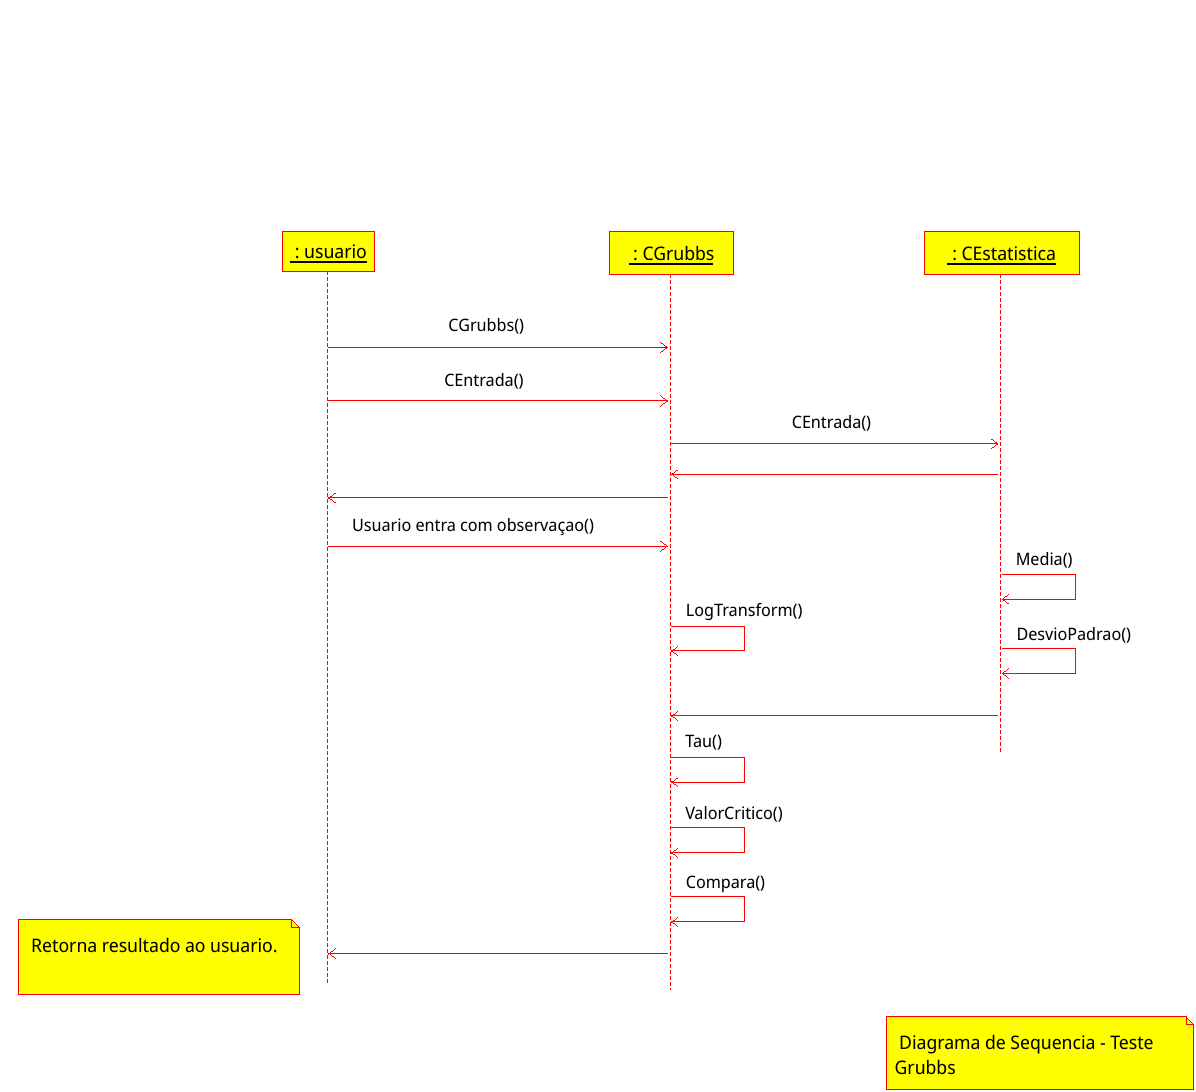 : usuario
: CGrubbs
: CEstatistica
CGrubbs()
CEntrada()
CEntrada()
Usuario entra com observaçao()
Media()
LogTransform()
DesvioPadrao()
Tau()
ValorCritico()
Compara()
Retorna resultado ao usuario.
Diagrama de Sequencia - Teste
Grubbs